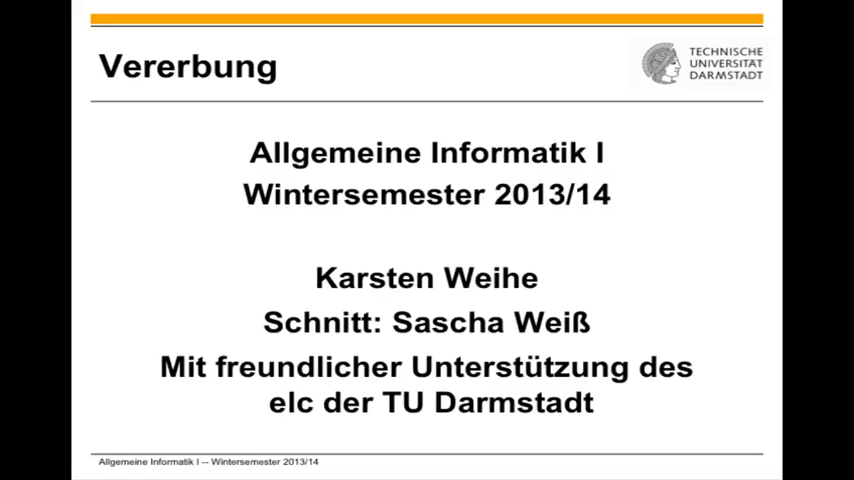 Vererbung
TECHNISCHE
UNIVERSITÄT
DARMSTADT
Allgemeine Informatik I
Wintersemester 2013/14
Karsten Weihe
Schnitt: Sascha Weiß
Mit freundlicher Unterstützung des
elc der TU Darmstadt
Allgemeine Informatik I -- Wintersemester 2013/14